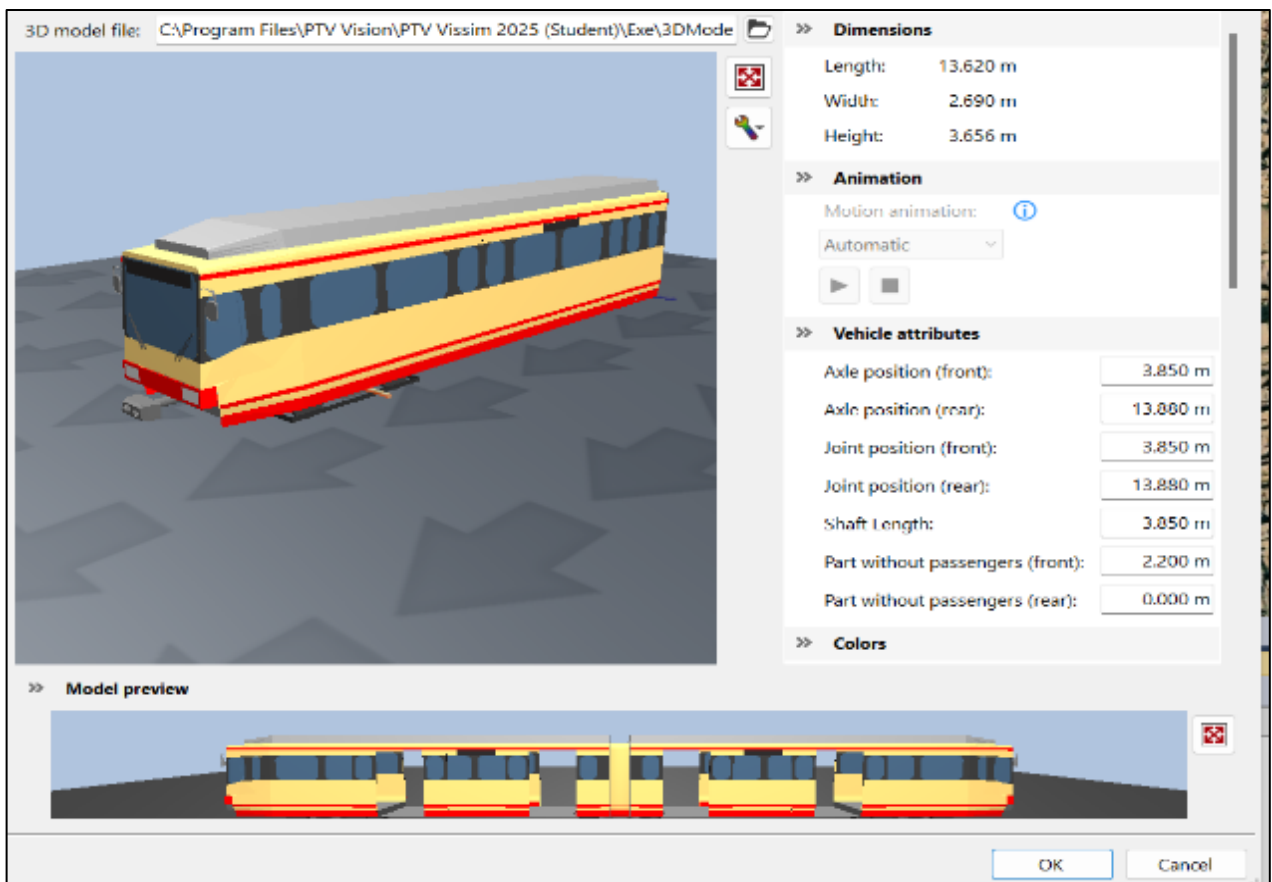 3D model file: C:\Program Files\PTV Vision\PTV Vissim 2025 (Student)\Exe\3DMode
Dimensions
Length: 13.620 m
Width: 2.690 m
Height: 3.656 m
Animation
Motion animation:
Automatic
Vehicle attributes
Axle position (front): 3.850 m
Axle position (rear): 13.880 m
Joint position (front): 3.850 m
Joint position (rear): 13.880 m
Shaft Length: 3.850 m
Part without passengers (front): 2.200 m
Part without passengers (rear): 0.000 m
Colors
Model preview
OK Cancel